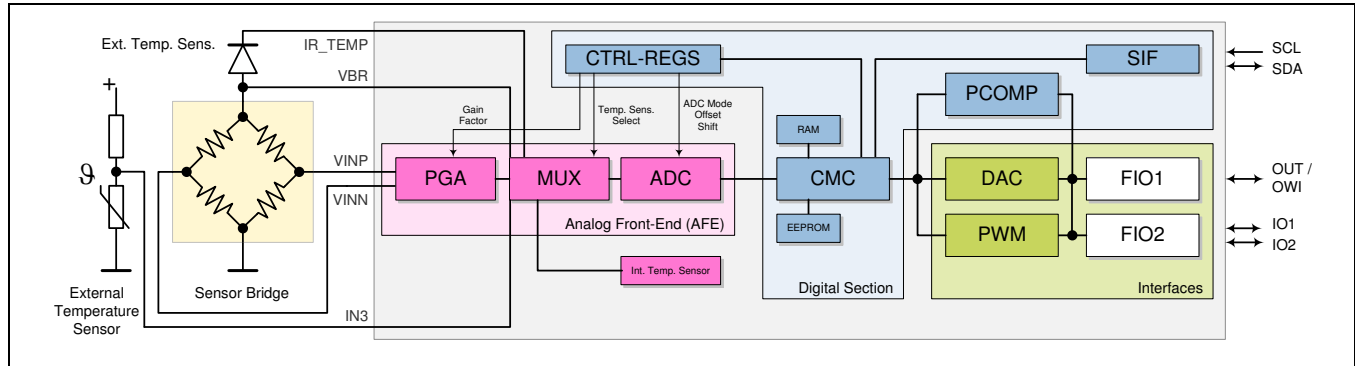 Ext. Temp. Sens.
IR_TEMP
VBR
CTRL-REGS
SIF
SCL
SDA
PCOMP
Gain
Factor
Temp. Sens.
Select
ADC Mode
Offset
Shift
RAM
+
ϑ
VINP
VINN
PGA
MUX
ADC
CMC
DAC
FIO1
OUT /
OWI
Analog Front-End (AFE)
EEPROM
PWM
FIO2
IO1
IO2
Int. Temp. Sensor
Digital Section
Interfaces
External
Temperature
Sensor
Sensor Bridge
IN3